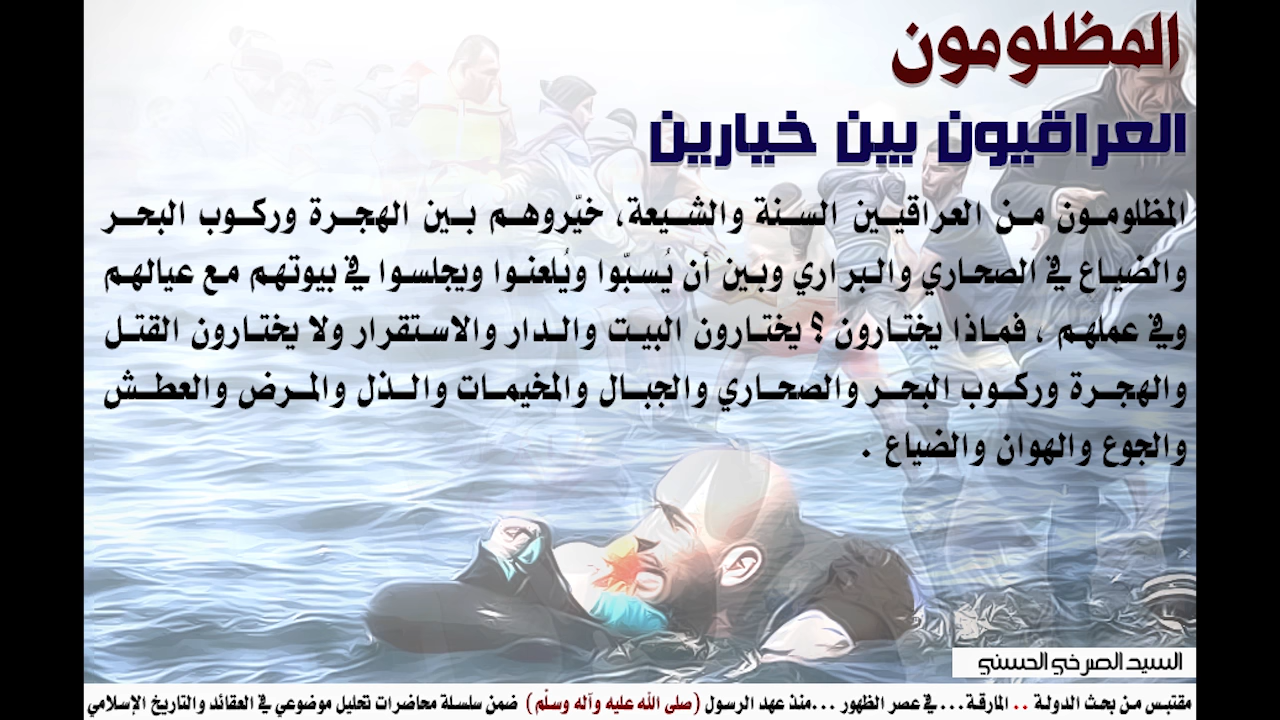 المظلومون
العراقيون بين خيارين
المظلومون من العراقيين السنة والشيعة، خيّروهم بين الهجرة وركوب البحر
والضياع في الصحاري والبراري وبين أن يُسبّوا ويُلعنوا ويجلسوا في بيوتهم مع عيالهم
وفي عملهم ، فماذا يختارون ؟ يختارون البيت والدار والاستقرار ولا يختارون القتل
والهجرة وركوب البحر والصحاري والجبال والمخيمات والذل والمرض والعطش
والجوع والهوان والضياع .
السيد الصرخي الحسني
مقتبس من بحث الدولة .. المارقة...في عصر الظهور ...منذ عهد الرسول (صلى الله عليه وآله وسلّم) ضمن سلسلة محاضرات تحليل موضوعي في العقائد والتاريخ الإسلامي